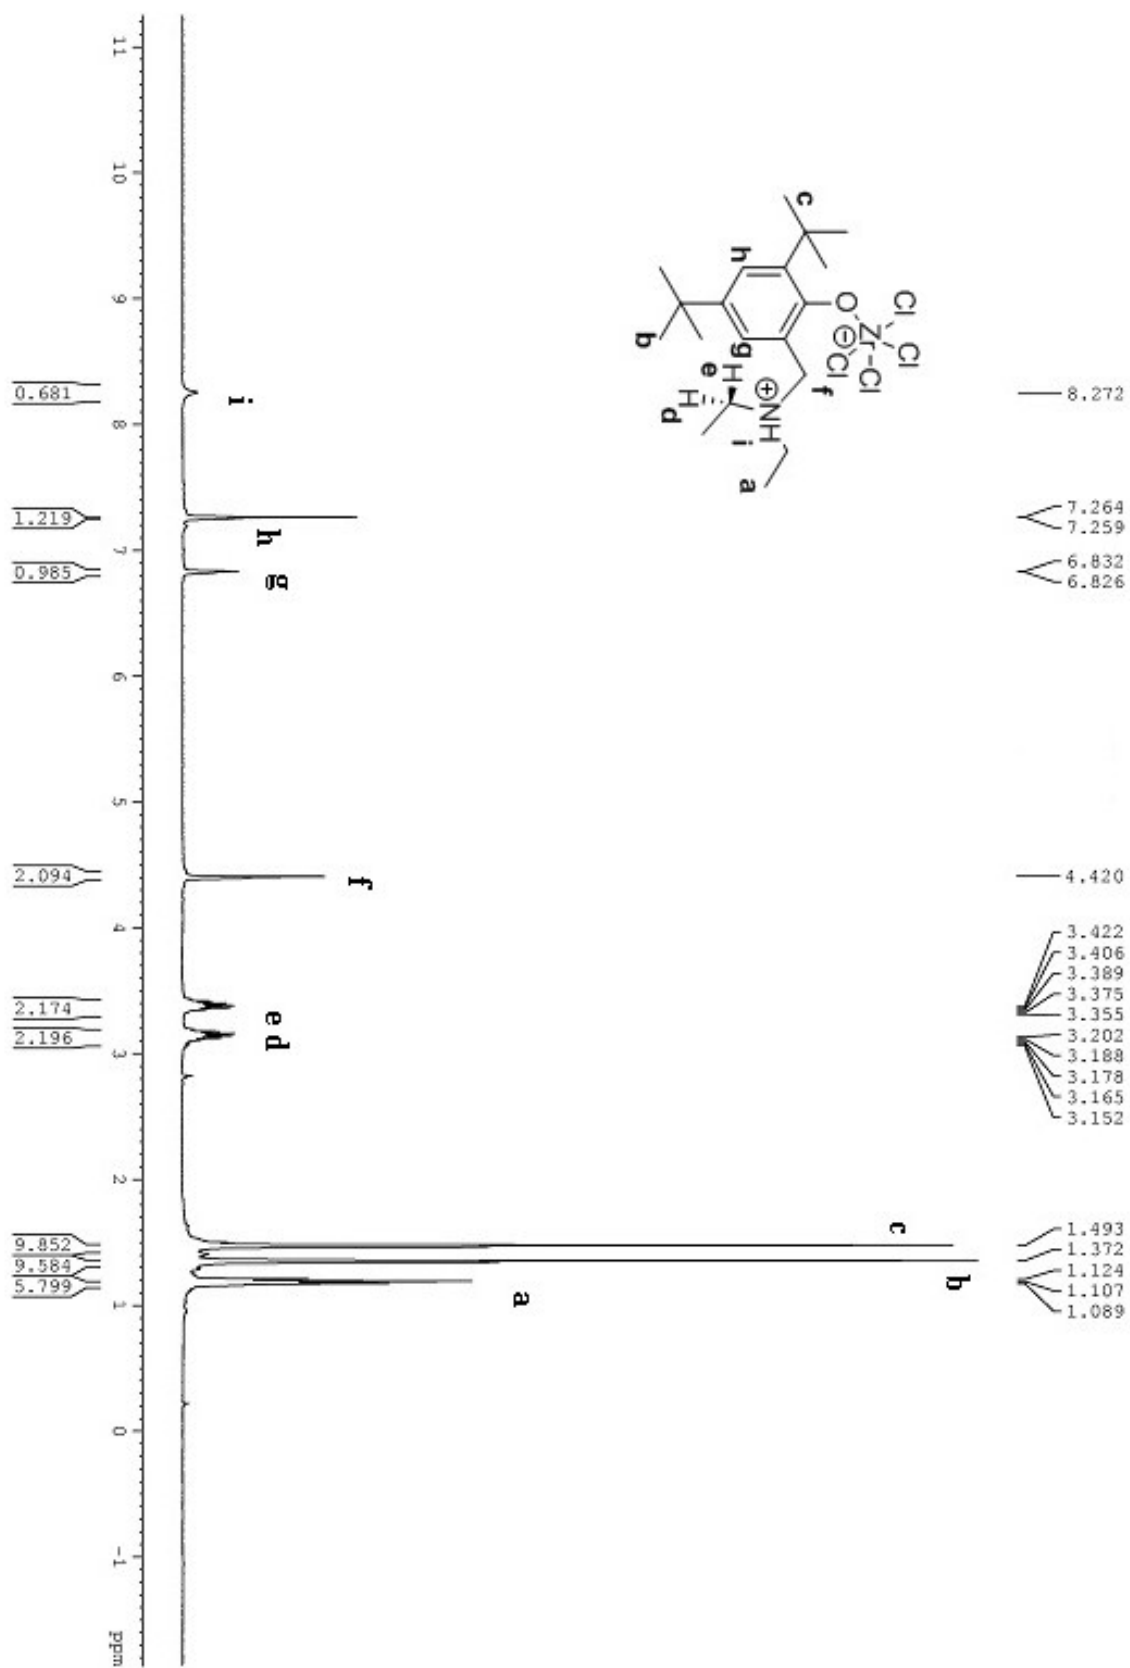 8.272
7.264
7.259
6.832
6.826
4.420
3.422
3.406
3.389
3.375
3.355
3.202
3.188
3.178
3.165
3.152
1.493
1.372
1.124
1.107
1.089
Cl
Cl
O
Zr
Cl
⊖
Cl
c
h
g
f
b
H
e
⊕
N
H
H
d
i
a
i
h
g
f
e d
c
b
a
11 10 9 8 7 6 5 4 3 2 1 0 -1 ppm
0.681
1.219
0.985
2.094
2.174
2.196
9.852
9.584
5.799